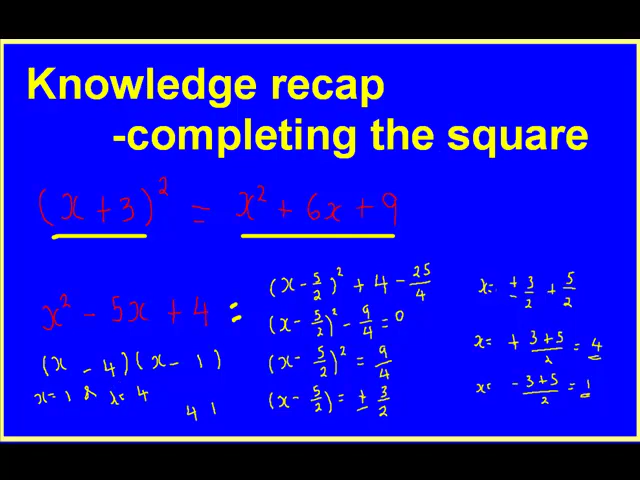 Knowledge recap
-completing the square
(x + 3)² = x² + 6x + 9
x² - 5x + 4 =
(x - 4)(x - 1)
x = 1 & x = 4
4 1
(x - 5/2)² + 4 - 25/4
(x - 5/2)² - 9/4 = 0
(x - 5/2)² = 9/4
(x - 5/2) = ± 3/2
x = ± 3/2 + 5/2
x = + 3+5/2 = 4
x = - 3+5/2 = 1